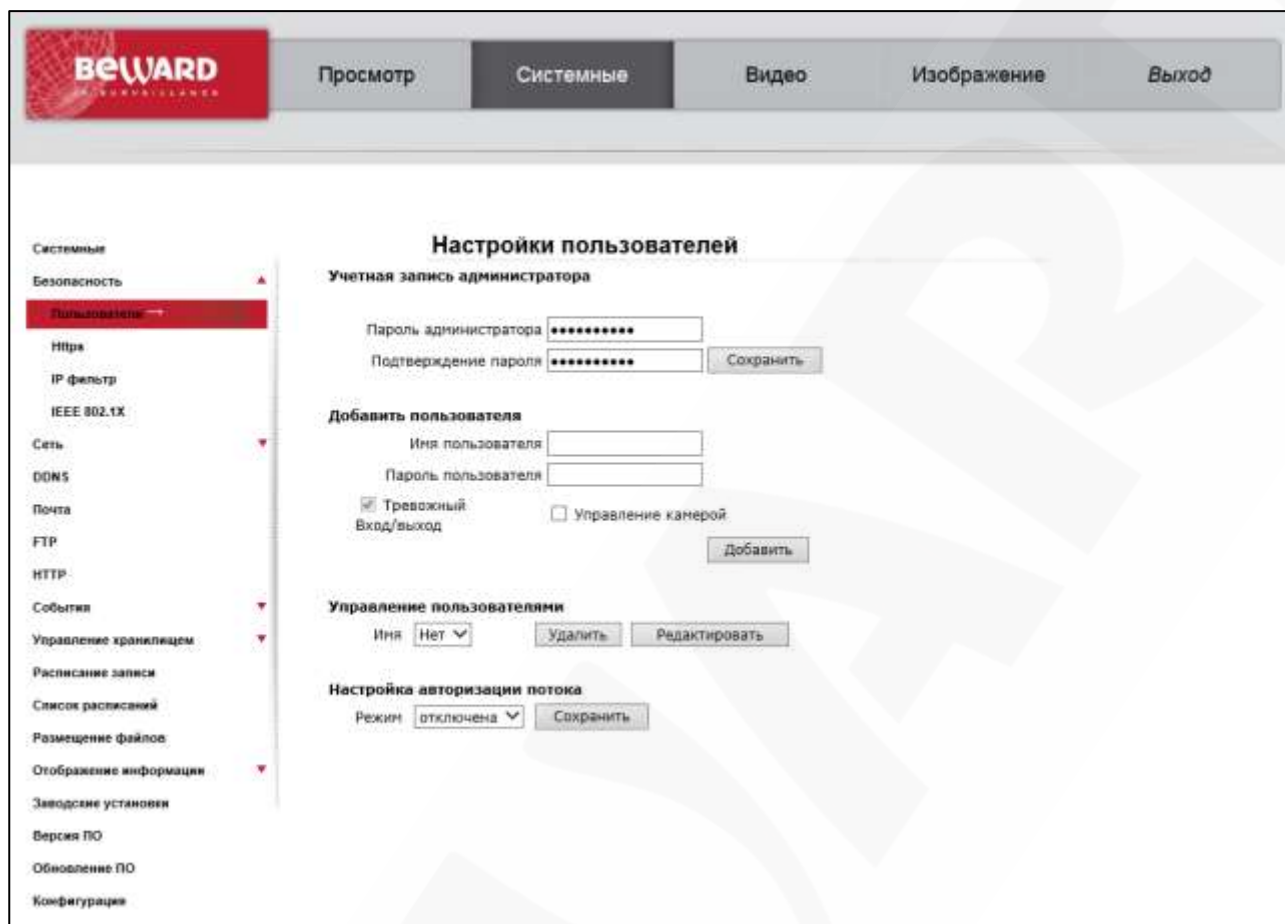 BEWARD
IP SURVEILLANCE
Просмотр
Системные
Видео
Изображение
Выход
Системные
Безопасность
Пользователи →
Https
IP фильтр
IEEE 802.1X
Сеть
DDNS
Почта
FTP
HTTP
События
Управление хранилищем
Расписание записи
Список расписаний
Размещение файлов
Отображение информации
Заводские установки
Версия ПО
Обновление ПО
Конфигурация
Настройки пользователей
Учетная запись администратора
Пароль администратора ••••••••••
Подтверждение пароля •••••••••• Сохранить
Добавить пользователя
Имя пользователя
Пароль пользователя
Тревожный
Вход/выход
Управление камерой
Добавить
Управление пользователями
Имя Нет Удалить Редактировать
Настройка авторизации потока
Режим отключена Сохранить